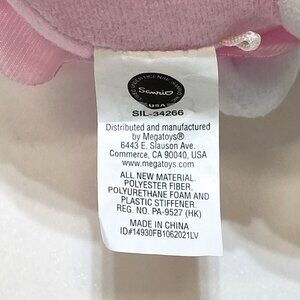 Sanrio
USA
SIL-34266
Distributed and manufactured
by Megatoys®
6443 E. Slauson Ave.
Commerce, CA 90040, USA
www.megatoys.com
ALL NEW MATERIAL
POLYESTER FIBER,
POLYURETHANE FOAM AND
PLASTIC STIFFENER.
REG. NO. PA-9527 (HK)
MADE IN CHINA
ID#14930FB1062021LV